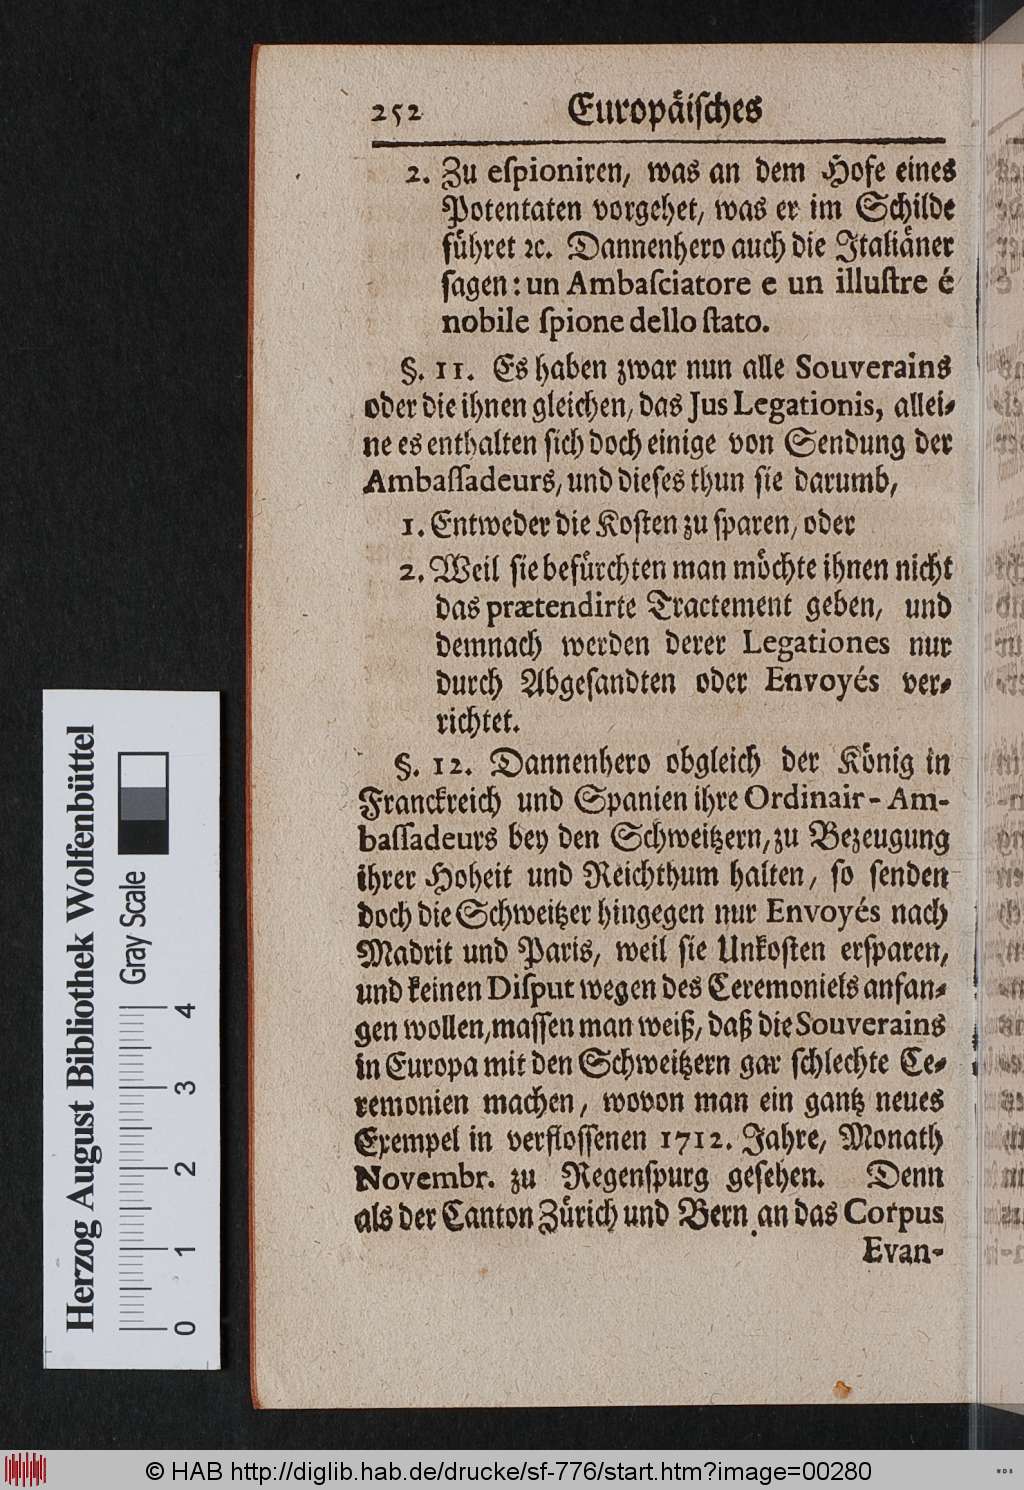 252 Europäiſches
2. Zu eſpioniren, was an dem Hofe eines
Potentaten vorgehet, was er im Schilde
führet ꝛc. Dannenhero auch die Italiäner
ſagen: un Ambaſciatore e un illuſtre é
nobile ſpione dello ſtato.
§. 11. Es haben zwar nun alle Souverains
oder die ihnen gleichen, das Jus Legationis, allei-
ne es enthalten ſich doch einige von Sendung der
Ambaſſadeurs, und dieſes thun ſie darumb,
1. Entweder die Koſten zu ſparen, oder
2. Weil ſie befürchten man möchte ihnen nicht
das prætendirte Tractement geben, und
demnach werden derer Legationes nur
durch Abgeſandten oder Envoyés ver-
richtet.
§. 12. Dannenhero obgleich der König in
Franckreich und Spanien ihre Ordinair-Am-
baſſadeurs bey den Schweitzern, zu Bezeugung
ihrer Hoheit und Reichthum halten, ſo ſenden
doch die Schweitzer hingegen nur Envoyés nach
Madrit und Paris, weil ſie Unkoſten erſparen,
und keinen Diſput wegen des Ceremoniels anfan-
gen wollen, maſſen man weiß, daß die Souverains
in Europa mit den Schweitzern gar ſchlechte Ce-
remonien machen, wovon man ein gantz neues
Exempel in verfloſſenen 1712. Jahre, Monath
Novembr. zu Regenſpurg geſehen. Denn
als der Canton Zürich und Bern an das Corpus
Evan-
Herzog August Bibliothek Wolfenbüttel
Gray Scale
0 1 2 3 4
© HAB http://diglib.hab.de/drucke/sf-776/start.htm?image=00280